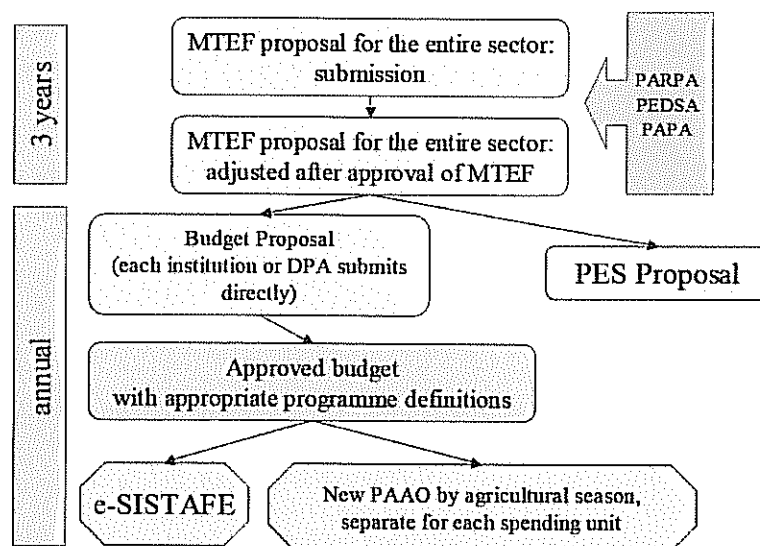 3 years
MTEF proposal for the entire sector:
submission
PARPA
PEDSA
PAPA
MTEF proposal for the entire sector:
adjusted after approval of MTEF
annual
Budget Proposal
(each institution or DPA submits
directly)
PES Proposal
Approved budget
with appropriate programme definitions
e-SISTAFE
New PAAO by agricultural season,
separate for each spending unit